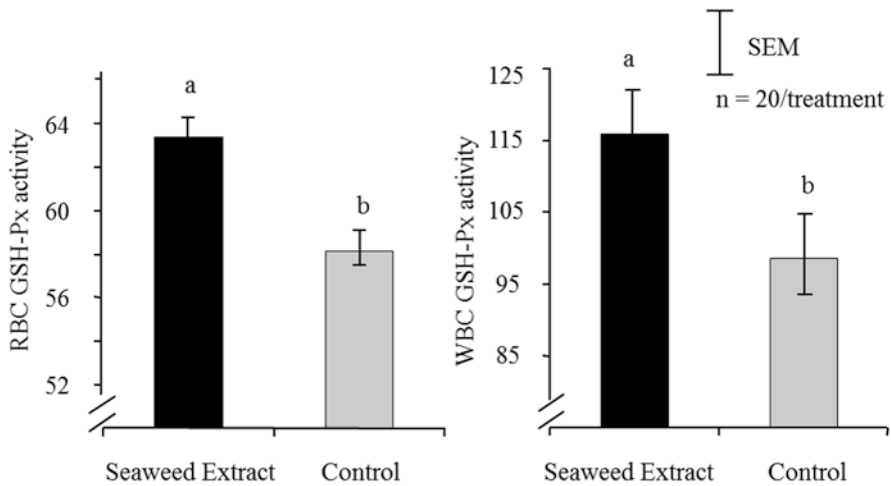 RBC GSH-Px activity
64
60
56
52
a
b
Seaweed Extract
Control
WBC GSH-Px activity
125
115
105
95
85
a
b
Seaweed Extract
Control
SEM
n = 20/treatment